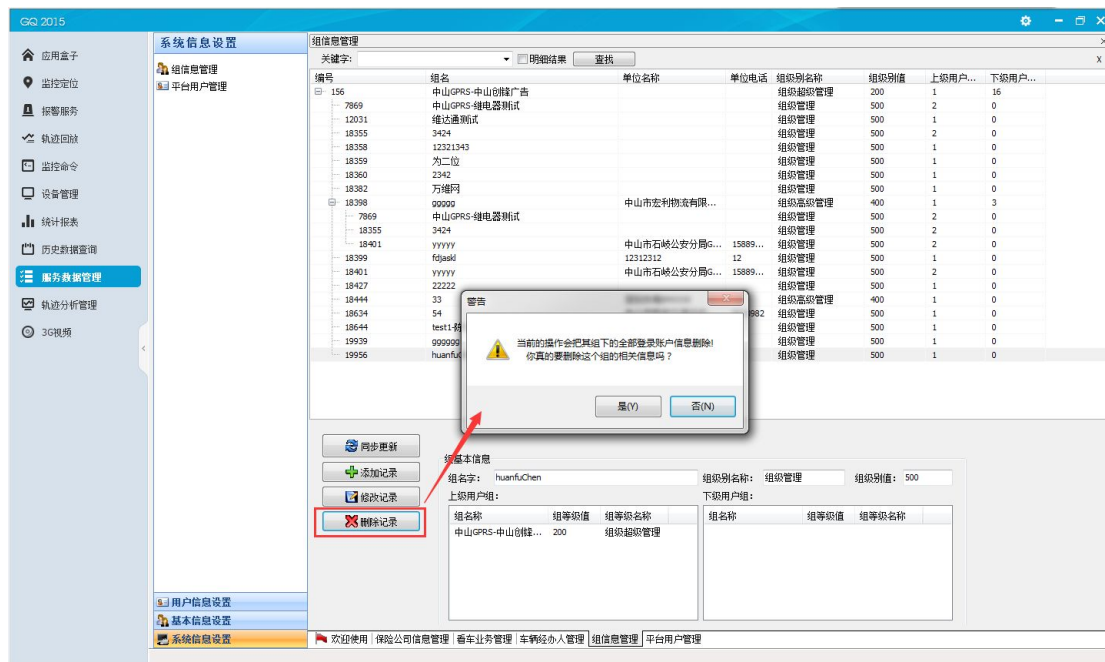 GQ 2015
应用盒子
监控定位
报警服务
轨迹回放
监控命令
设备管理
统计报表
历史数据查询
服务数据管理
轨迹分析管理
3G视频
系统信息设置
组信息管理
平台用户管理
用户信息设置
基本信息设置
系统信息设置
组信息管理
关键字: 明细结果 查找 X
编号 组名 单位名称 单位电话 组级别名称 组级别值 上级用户... 下级用户...
156 中山GPRS-中山创锋广告 组级超级管理 200 1 16
7869 中山GPRS-继电器测试 组级管理 500 2 0
12031 维达通测试 组级管理 500 1 0
18355 3424 组级管理 500 2 0
18358 12321343 组级管理 500 1 0
18359 为二位 组级管理 500 1 0
18360 2342 组级管理 500 1 0
18382 万维网 组级管理 500 1 0
18398 ggggg 中山市宏利物流有限... 组级高级管理 400 1 3
7869 中山GPRS-继电器测试 组级管理 500 2 0
18355 3424 组级管理 500 2 0
18401 yyyyy 中山市石岐公安分局G... 15889... 组级管理 500 2 0
18399 fdjaskl 12312312 12 组级管理 500 1 0
18401 yyyyy 中山市石岐公安分局G... 15889... 组级管理 500 2 0
18427 22222 组级管理 500 1 0
18444 33 组级高级管理 400 1 0
18634 54 982 组级管理 500 1 0
18644 test1-陈 组级管理 500 1 0
19939 999999 组级管理 500 1 0
19956 huanfuC 组级管理 500 1 0
警告
当前的操作会把其组下的全部登录账户信息删除!
你真的要删除这个组的相关信息吗？
是(Y) 否(N)
同步更新
添加记录
修改记录
删除记录
组基本信息
组名字: huanfuChen 组级别名称: 组级管理 组级别值: 500
上级用户组: 下级用户组:
组名称 组等级值 组等级名称 组名称 组等级值 组等级名称
中山GPRS-中山创锋... 200 组级超级管理
欢迎使用 保险公司信息管理 看车业务管理 车辆经办人管理 组信息管理 平台用户管理